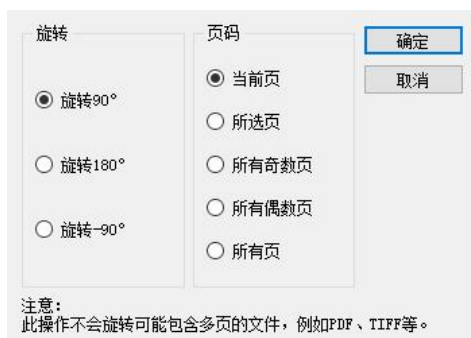 旋转
旋转90°
旋转180°
旋转-90°
页码
当前页
所选页
所有奇数页
所有偶数页
所有页
确定
取消
注意：
此操作不会旋转可能包含多页的文件，例如PDF、TIFF等。